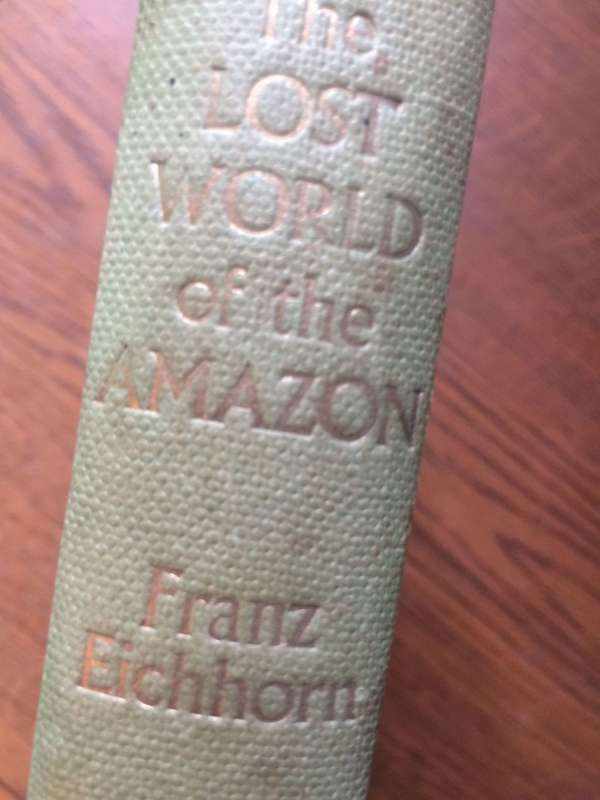 The
LOST
WORLD
of the
AMAZON
Franz
Eichhorn